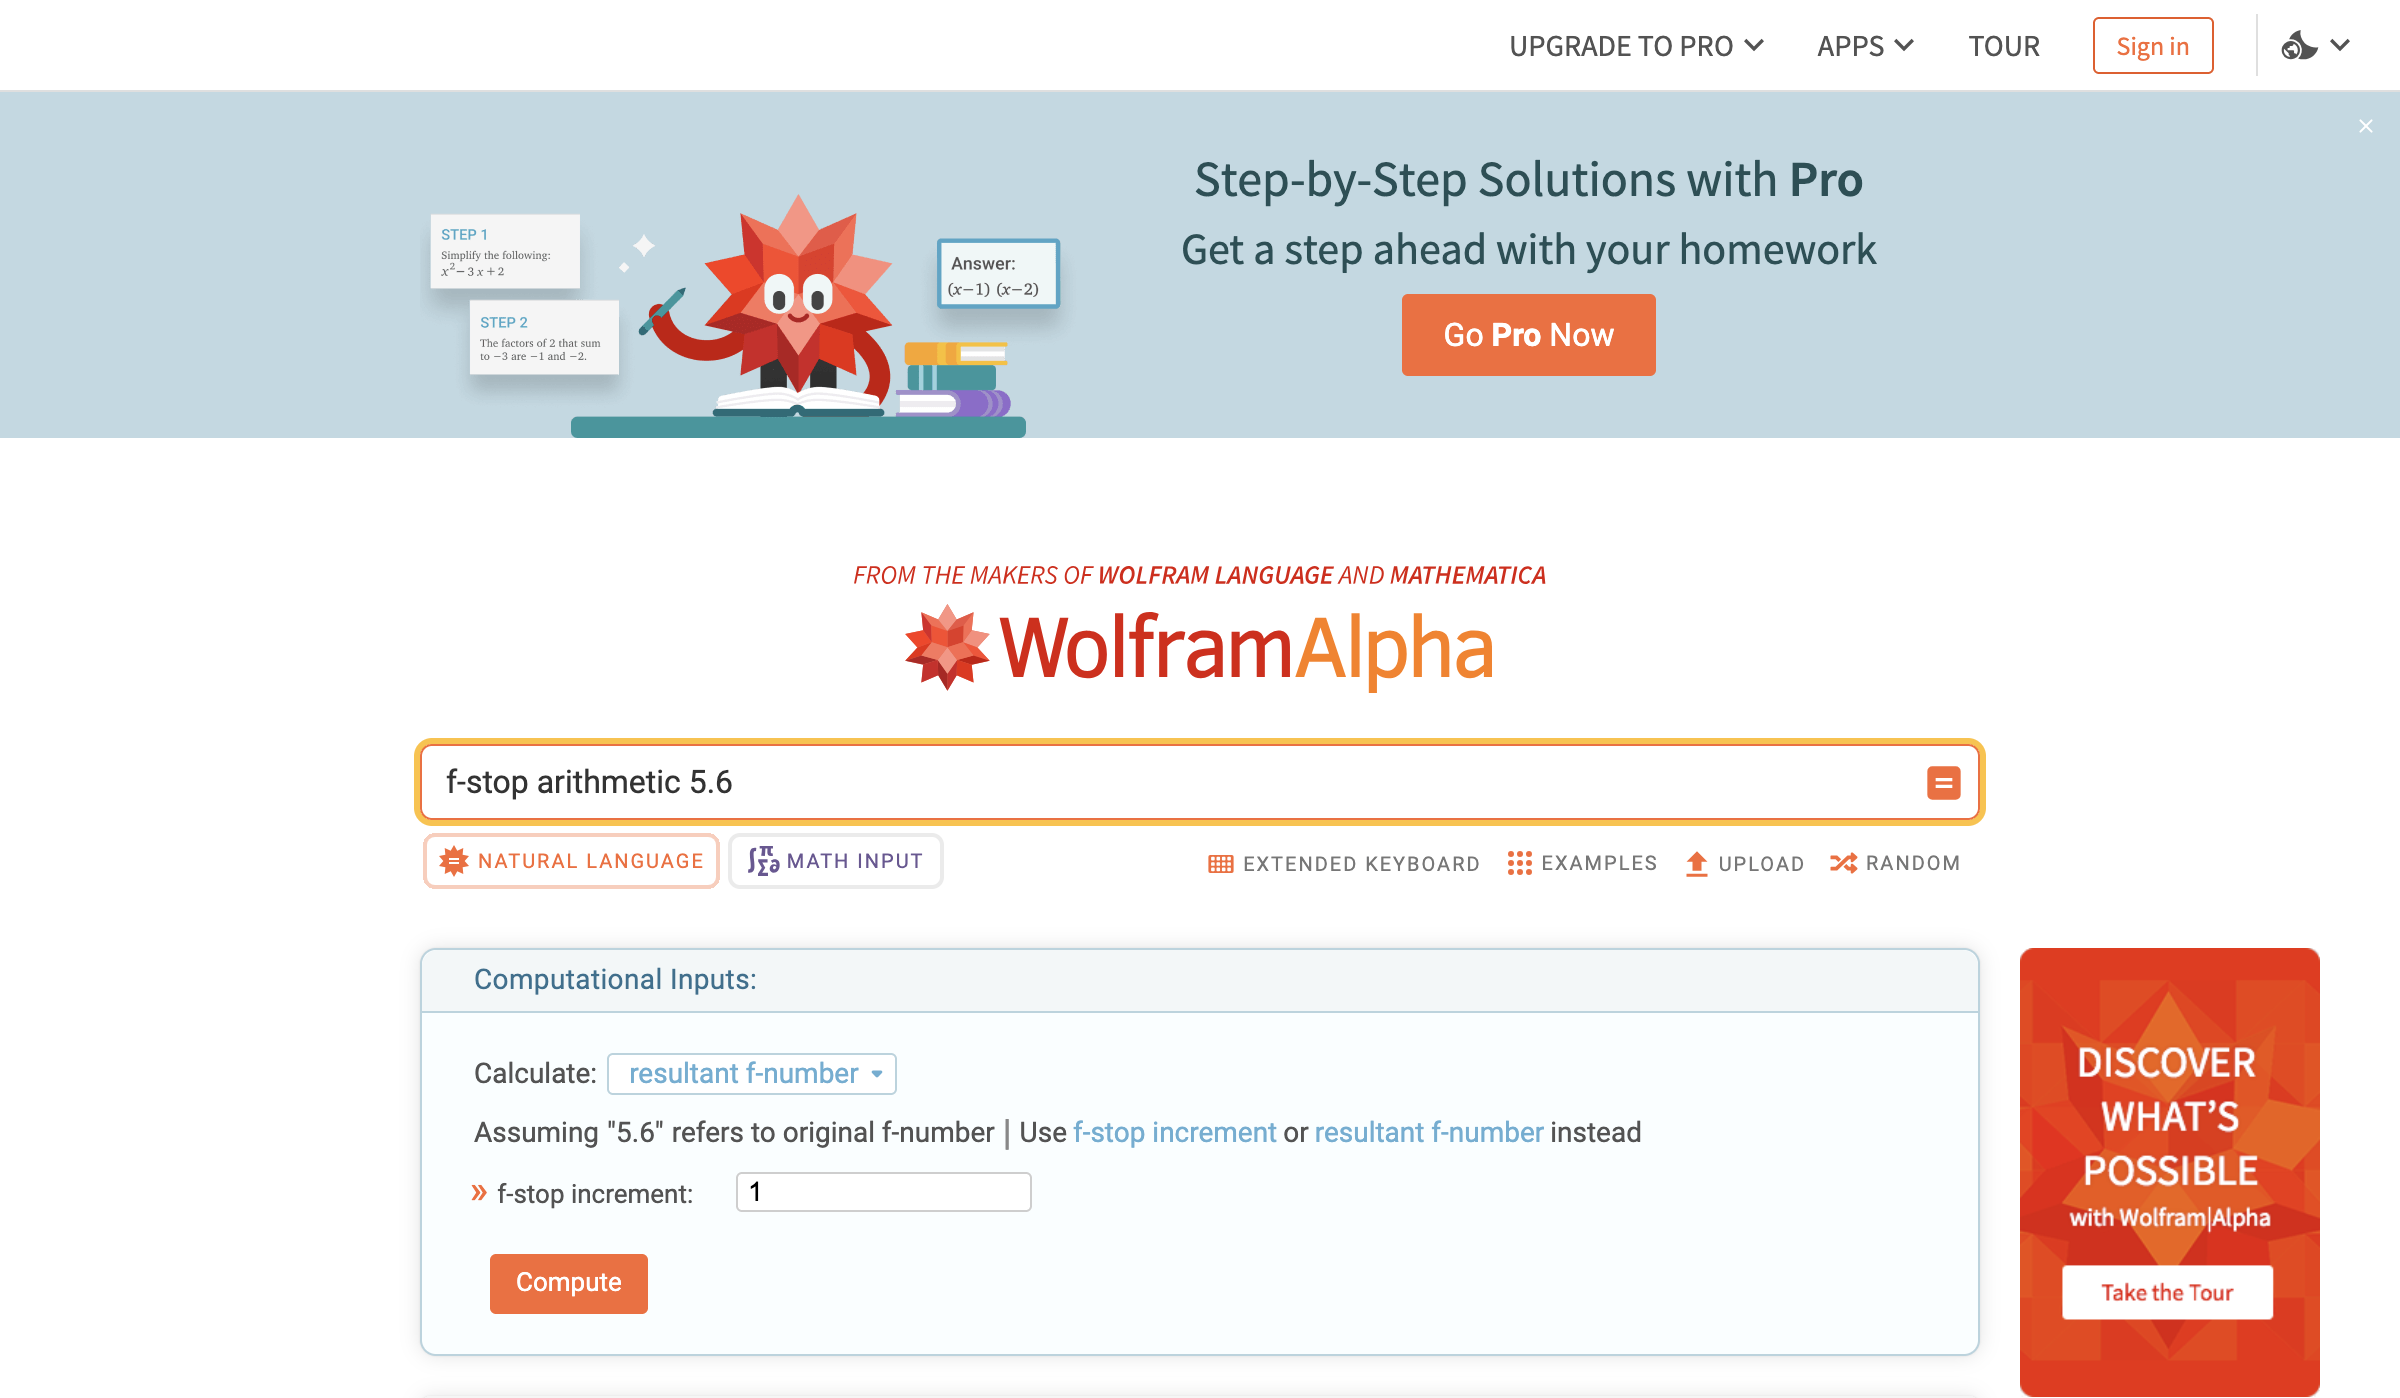 UPGRADE TO PRO APPS TOUR Sign in
Step-by-Step Solutions with Pro
Get a step ahead with your homework
Go Pro Now
STEP 1
Simplify the following:
x²− 3 x + 2
STEP 2
The factors of 2 that sum
to −3 are −1 and −2.
Answer:
(x−1) (x−2)
FROM THE MAKERS OF WOLFRAM LANGUAGE AND MATHEMATICA
WolframAlpha
f-stop arithmetic 5.6 =
NATURAL LANGUAGE ∫π∑∂ MATH INPUT EXTENDED KEYBOARD EXAMPLES UPLOAD RANDOM
Computational Inputs:
Calculate: resultant f-number
Assuming "5.6" refers to original f-number | Use f-stop increment or resultant f-number instead
» f-stop increment: 1
Compute
DISCOVER
WHAT'S
POSSIBLE
with Wolfram|Alpha
Take the Tour